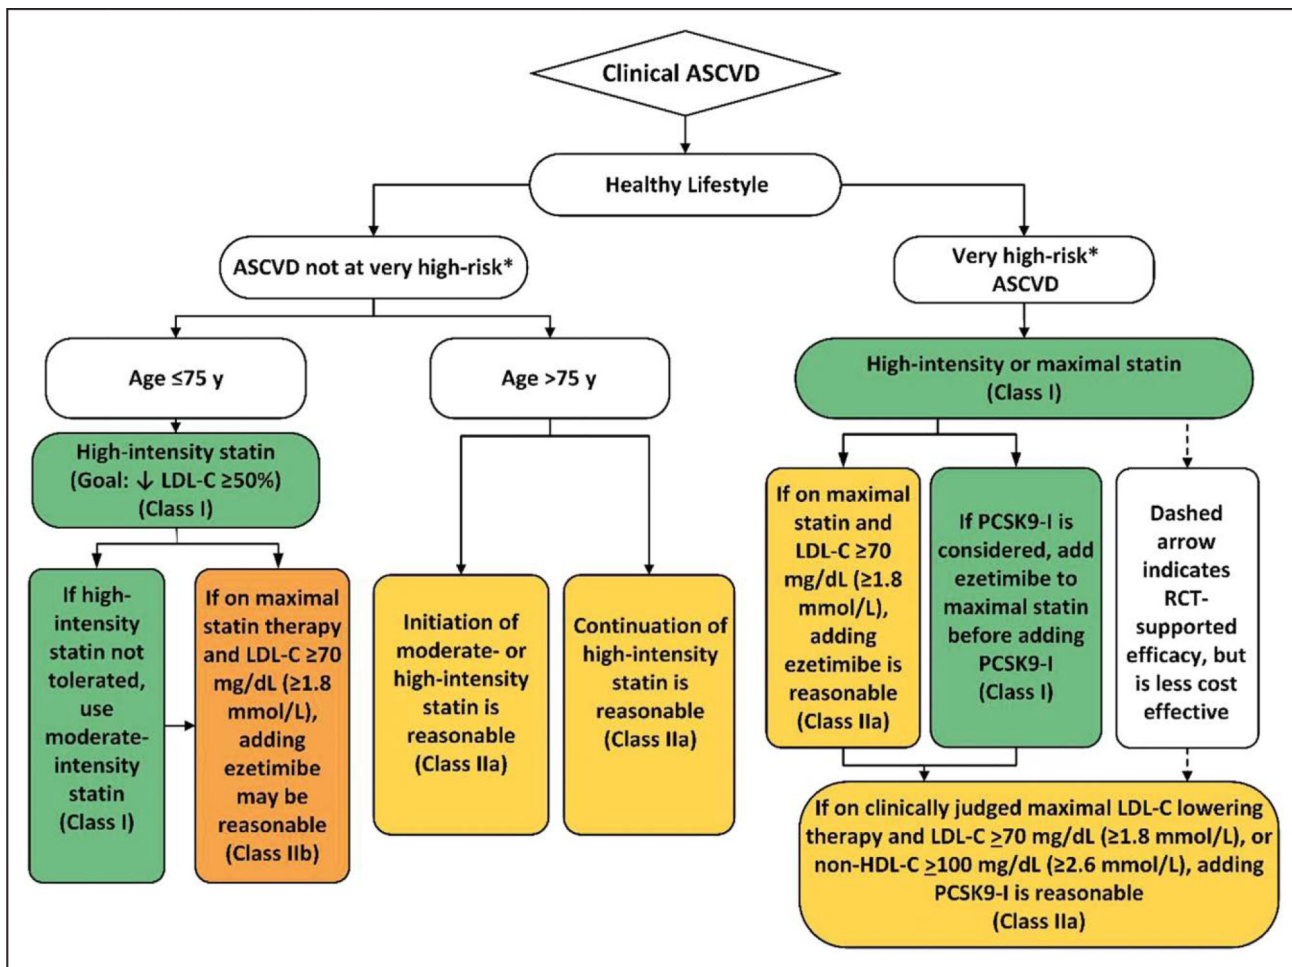 Clinical ASCVD
Healthy Lifestyle
ASCVD not at very high-risk*
Very high-risk*
ASCVD
Age ≤75 y
Age >75 y
High-intensity or maximal statin
(Class I)
High-intensity statin
(Goal: ↓ LDL-C ≥50%)
(Class I)
If high-
intensity
statin not
tolerated,
use
moderate-
intensity
statin
(Class I)
If on maximal
statin therapy
and LDL-C ≥70
mg/dL (≥1.8
mmol/L),
adding
ezetimibe
may be
reasonable
(Class IIb)
Initiation of
moderate- or
high-intensity
statin is
reasonable
(Class IIa)
Continuation of
high-intensity
statin is
reasonable
(Class IIa)
If on maximal
statin and
LDL-C ≥70
mg/dL (≥1.8
mmol/L),
adding
ezetimibe is
reasonable
(Class IIa)
If PCSK9-I is
considered, add
ezetimibe to
maximal statin
before adding
PCSK9-I
(Class I)
Dashed
arrow
indicates
RCT-
supported
efficacy, but
is less cost
effective
If on clinically judged maximal LDL-C lowering
therapy and LDL-C ≥70 mg/dL (≥1.8 mmol/L), or
non-HDL-C ≥100 mg/dL (≥2.6 mmol/L), adding
PCSK9-I is reasonable
(Class IIa)